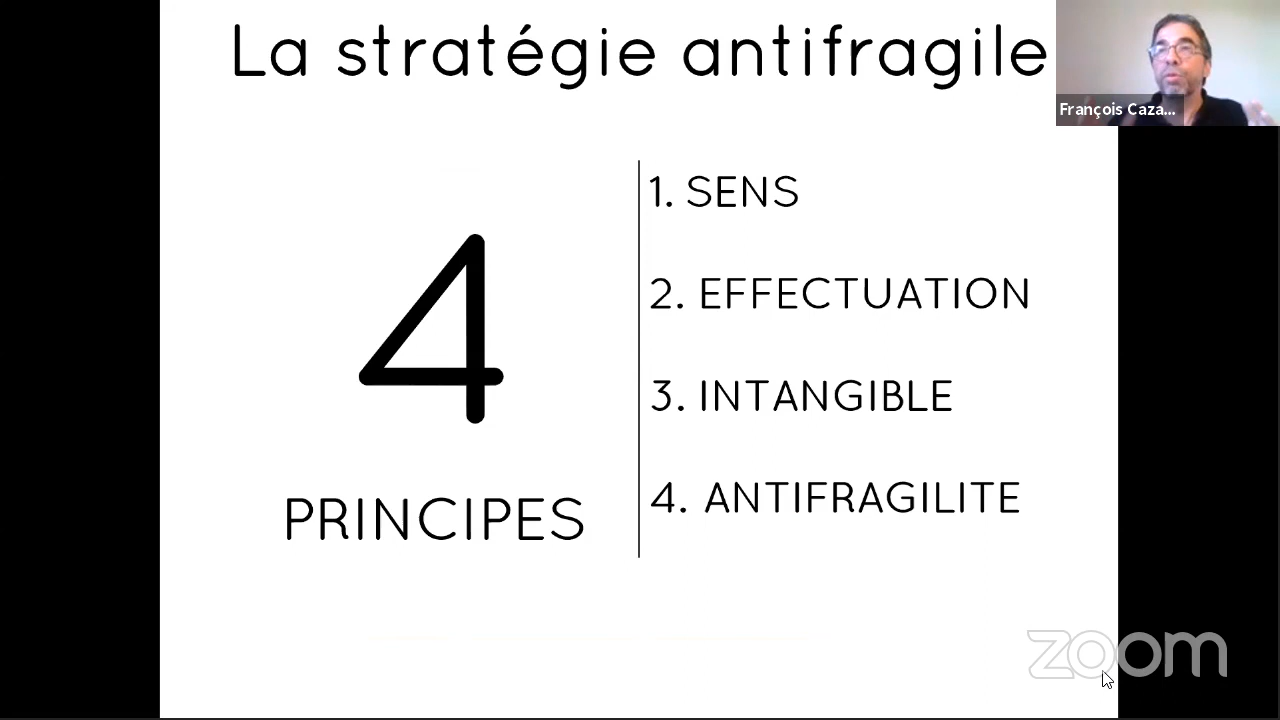 La stratégie antifragile
François Caza...
4
PRINCIPES
1. SENS
2. EFFECTUATION
3. INTANGIBLE
4. ANTIFRAGILITE
zoom